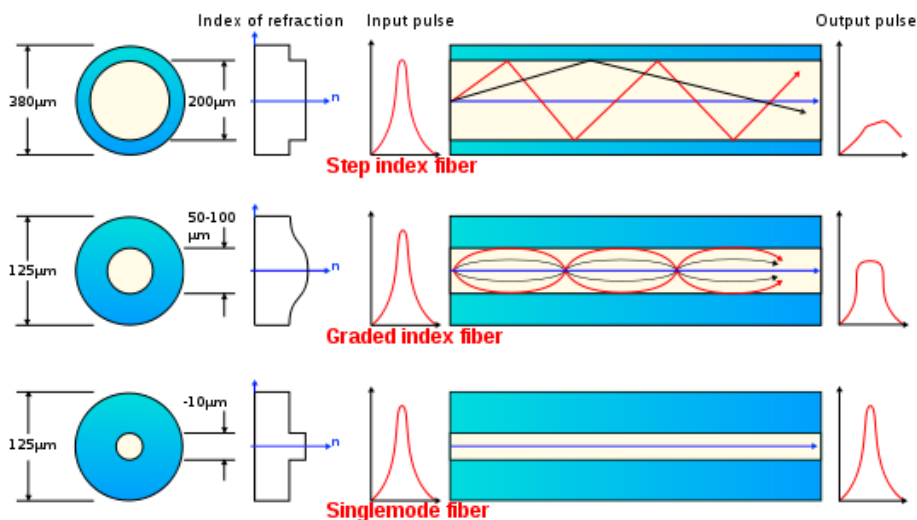 Index of refraction
Input pulse
Output pulse
380μm
200μm
n
Step index fiber
50-100
μm
125μm
n
Graded index fiber
-10μm
125μm
n
Singlemode fiber